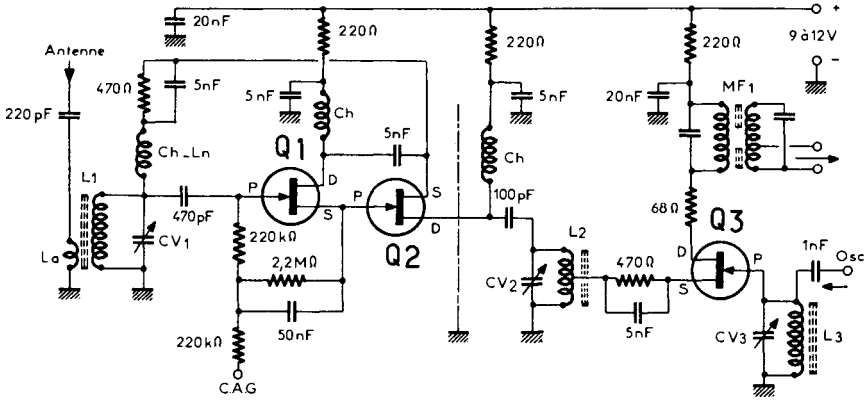 20nF
220Ω
220Ω
220Ω
+
9 à 12V
-
Antenne
470Ω
5nF
5nF
Ch
5nF
20nF
MF1
220pF
Ch_Ln
Q1
5nF
Ch
L1
P
D
S
P
S
D
100pF
68Ω
470pF
Q2
L2
Q3
La
CV1
220kΩ
2,2MΩ
470Ω
D
P
S
1nF
Osc
CV2
50nF
5nF
CV3
L3
220kΩ
C.A.G